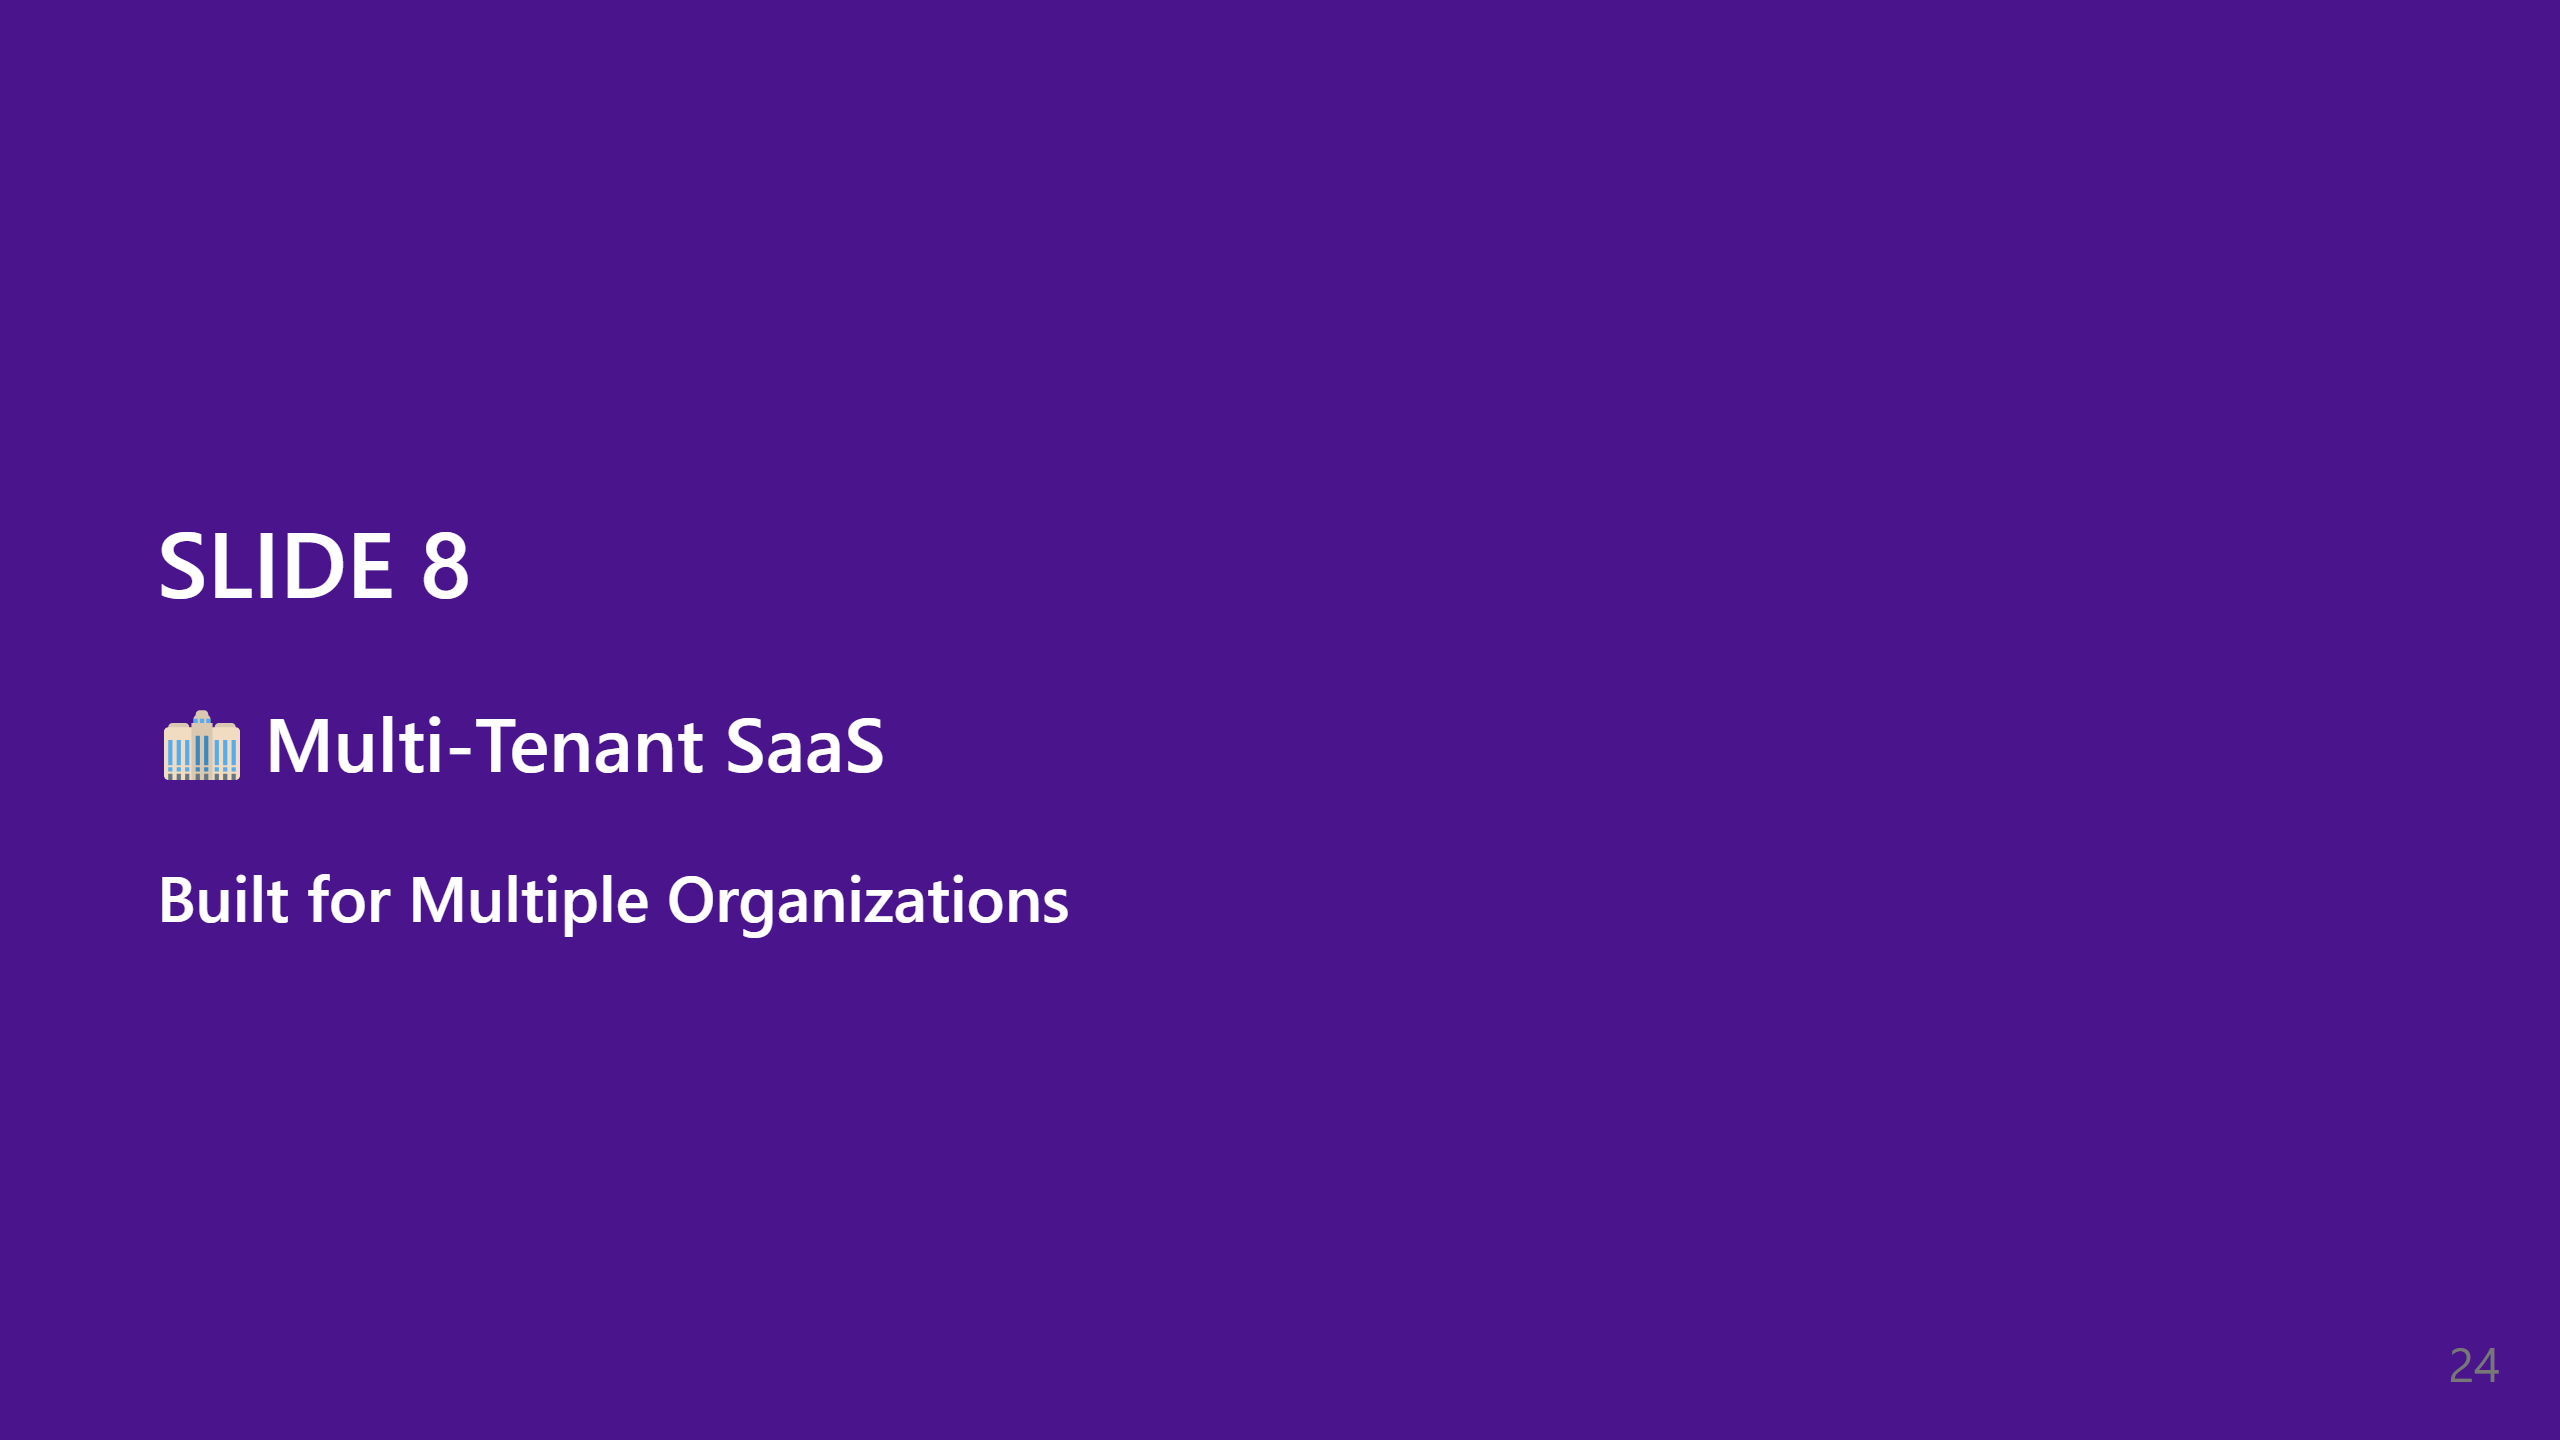 SLIDE 8
Multi-Tenant SaaS
Built for Multiple Organizations
24